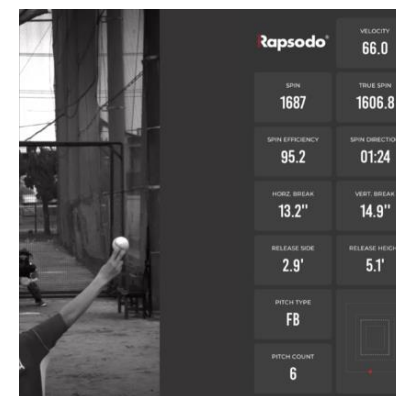 Rapsodo®
VELOCITY
66.0
SPIN
1687
TRUE SPIN
1606.8
SPIN EFFICIENCY
95.2
SPIN DIRECTIO
01:24
HORZ. BREAK
13.2"
VERT. BREAK
14.9"
RELEASE SIDE
2.9'
RELEASE HEIGH
5.1'
PITCH TYPE
FB
PITCH COUNT
6